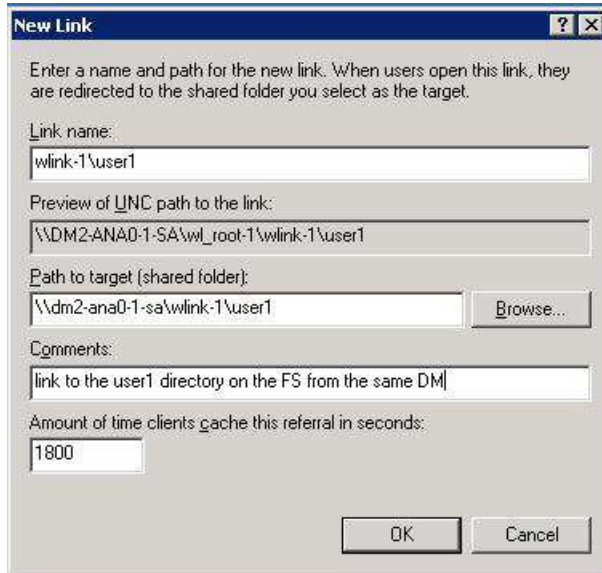 New Link
Enter a name and path for the new link. When users open this link, they
are redirected to the shared folder you select as the target.
Link name:
wlink-1\user1
Preview of UNC path to the link:
\\DM2-ANA0-1-SA\wl_root-1\wlink-1\user1
Path to target (shared folder):
\\dm2-ana0-1-sa\wlink-1\user1
Browse...
Comments:
link to the user1 directory on the FS from the same DM
Amount of time clients cache this referral in seconds:
1800
OK
Cancel